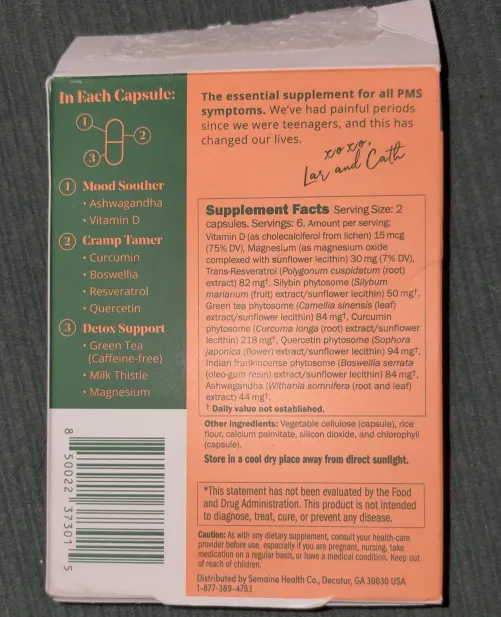 In Each Capsule:
1
2
3
1 Mood Soother
• Ashwagandha
• Vitamin D
2 Cramp Tamer
• Curcumin
• Boswellia
• Resveratrol
• Quercetin
3 Detox Support
• Green Tea
(Caffeine-free)
• Milk Thistle
• Magnesium
8 50022 37301 5
The essential supplement for all PMS
symptoms. We've had painful periods
since we were teenagers, and this has
changed our lives.
xoxo,
Lar and Cath
Supplement Facts Serving Size: 2
capsules. Servings: 6. Amount per serving:
Vitamin D (as cholecalciferol from lichen) 15 mcg
(75% DV), Magnesium (as magnesium oxide
complexed with sunflower lecithin) 30 mg (7% DV),
Trans-Resveratrol (Polygonum cuspidatum (root)
extract) 82 mg†, Silybin phytosome (Silybum
marianum (fruit) extract/sunflower lecithin) 50 mg†,
Green tea phytosome (Camellia sinensis (leaf)
extract/sunflower lecithin) 84 mg†, Curcumin
phytosome (Curcuma longa (root) extract/sunflower
lecithin) 218 mg†, Quercetin phytosome (Sophora
japonica (flower) extract/sunflower lecithin) 94 mg†,
Indian frankincense phytosome (Boswellia serrata
(oleo-gum resin) extract/sunflower lecithin) 84 mg†,
Ashwagandha (Withania somnifera (root and leaf)
extract) 44 mg†.
† Daily value not established.
Other ingredients: Vegetable cellulose (capsule), rice
flour, calcium palmitate, silicon dioxide, and chlorophyll
(capsule).
Store in a cool dry place away from direct sunlight.
*This statement has not been evaluated by the Food
and Drug Administration. This product is not intended
to diagnose, treat, cure, or prevent any disease.
Caution: As with any dietary supplement, consult your health-care
provider before use, especially if you are pregnant, nursing, take
medication on a regular basis, or have a medical condition. Keep out
of reach of children.
Distributed by Semaine Health Co., Decatur, GA 30030 USA
1-877-389-4783